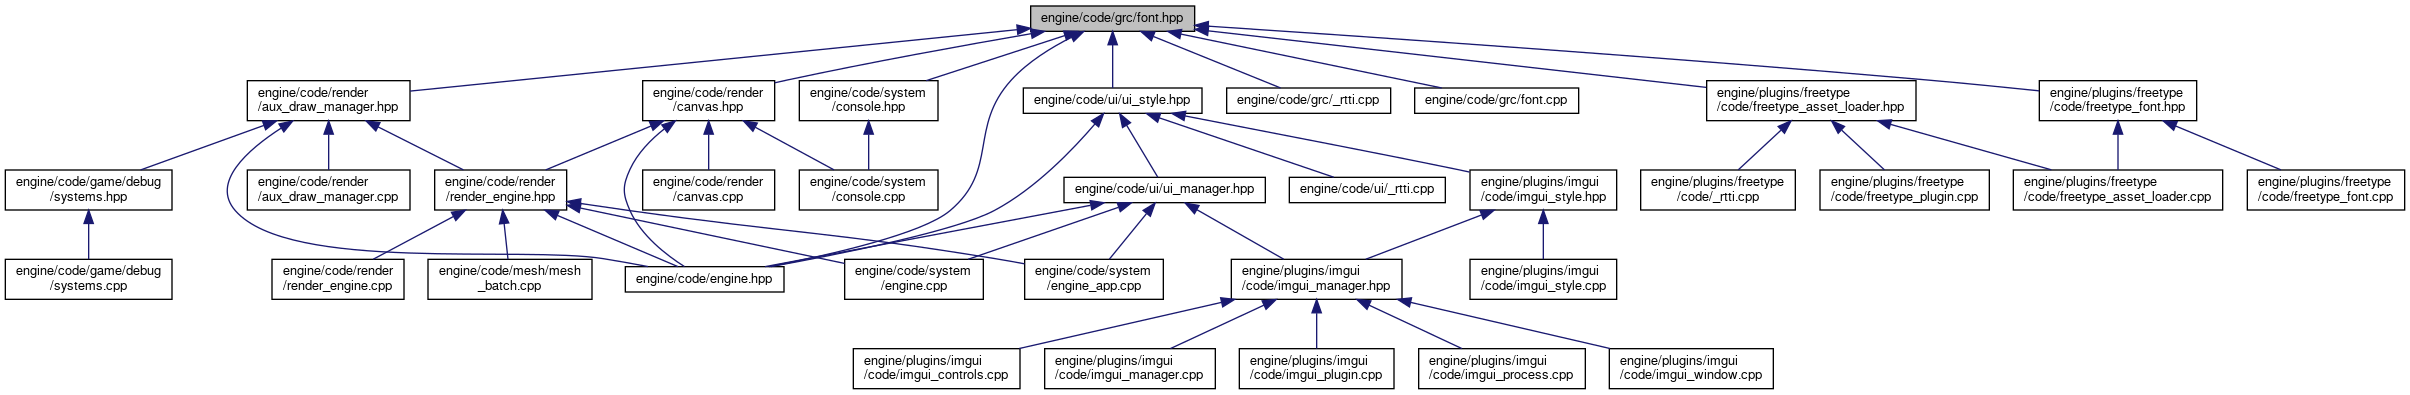 engine/code/grc/font.hpp
engine/code/render
/aux_draw_manager.hpp
engine/code/render
/canvas.hpp
engine/code/system
/console.hpp
engine/code/ui/ui_style.hpp
engine/code/grc/_rtti.cpp
engine/code/grc/font.cpp
engine/plugins/freetype
/code/freetype_asset_loader.hpp
engine/plugins/freetype
/code/freetype_font.hpp
engine/code/game/debug
/systems.hpp
engine/code/render
/aux_draw_manager.cpp
engine/code/render
/render_engine.hpp
engine/code/render
/canvas.cpp
engine/code/system
/console.cpp
engine/code/ui/ui_manager.hpp
engine/code/ui/_rtti.cpp
engine/plugins/imgui
/code/imgui_style.hpp
engine/plugins/freetype
/code/_rtti.cpp
engine/plugins/freetype
/code/freetype_plugin.cpp
engine/plugins/freetype
/code/freetype_asset_loader.cpp
engine/plugins/freetype
/code/freetype_font.cpp
engine/code/game/debug
/systems.cpp
engine/code/render
/render_engine.cpp
engine/code/mesh/mesh
_batch.cpp
engine/code/engine.hpp
engine/code/system
/engine.cpp
engine/code/system
/engine_app.cpp
engine/plugins/imgui
/code/imgui_manager.hpp
engine/plugins/imgui
/code/imgui_style.cpp
engine/plugins/imgui
/code/imgui_controls.cpp
engine/plugins/imgui
/code/imgui_manager.cpp
engine/plugins/imgui
/code/imgui_plugin.cpp
engine/plugins/imgui
/code/imgui_process.cpp
engine/plugins/imgui
/code/imgui_window.cpp